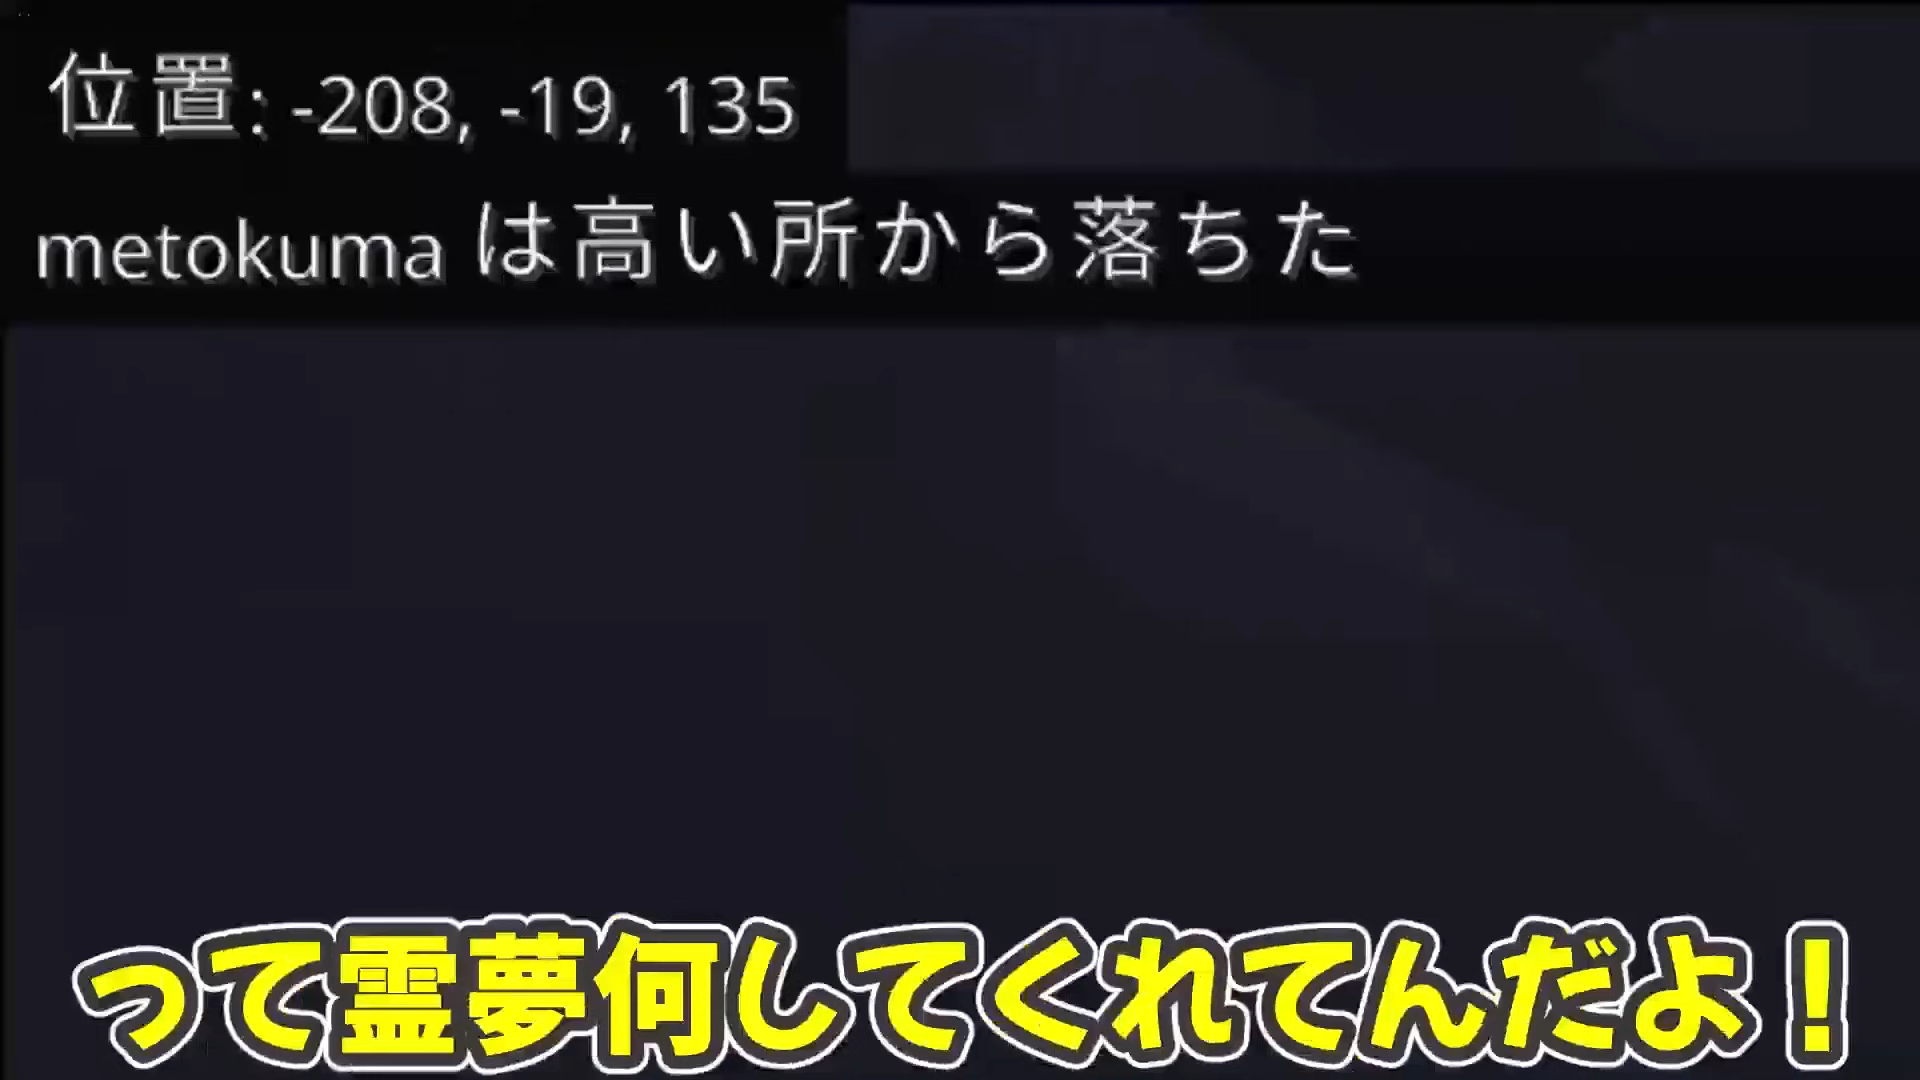 位置: -208, -19, 135
metokuma は高い所から落ちた
って霊夢何してくれてんだよ！